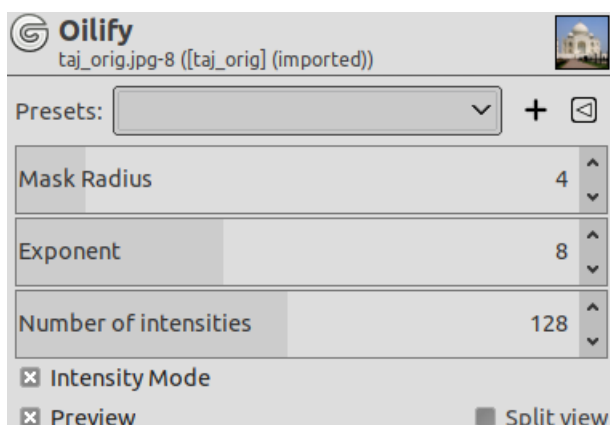 Oilify
taj_orig.jpg-8 ([taj_orig] (imported))
Presets:
Mask Radius 4
Exponent 8
Number of intensities 128
Intensity Mode
Preview Split view